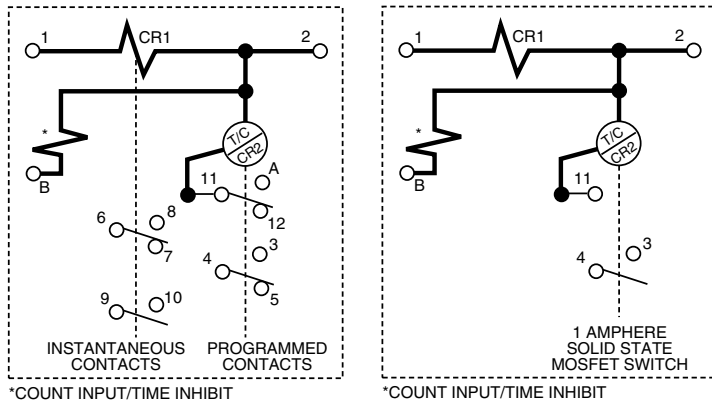 1
CR1
2
*
B
T/C
CR2
11
A
12
6
8
7
4
3
5
9
10
INSTANTANEOUS
CONTACTS
PROGRAMMED
CONTACTS
*COUNT INPUT/TIME INHIBIT
1
CR1
2
*
B
T/C
CR2
11
4
3
1 AMPHERE
SOLID STATE
MOSFET SWITCH
*COUNT INPUT/TIME INHIBIT